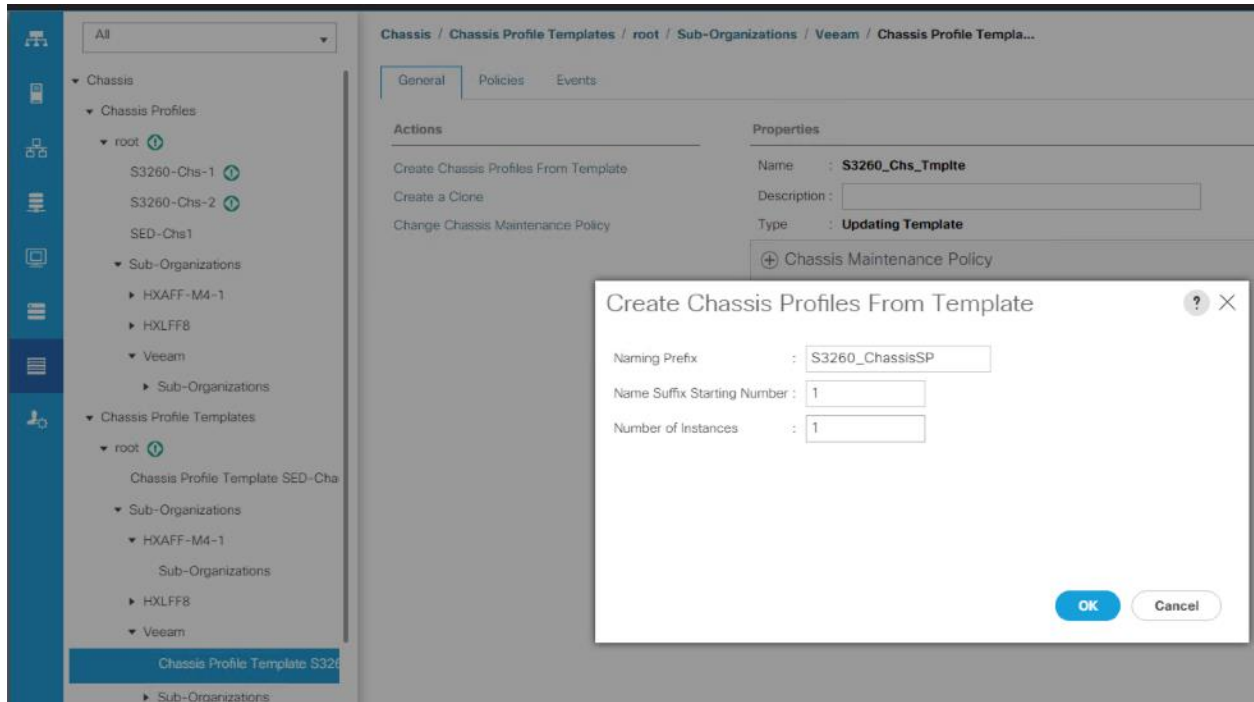 All
Chassis
Chassis Profiles
root
S3260-Chs-1
S3260-Chs-2
SED-Chs1
Sub-Organizations
HXAFF-M4-1
HXLFF8
Veeam
Sub-Organizations
Chassis Profile Templates
root
Chassis Profile Template SED-Cha
Sub-Organizations
HXAFF-M4-1
Sub-Organizations
HXLFF8
Veeam
Chassis Profile Template S326
Sub-Organizations
Chassis / Chassis Profile Templates / root / Sub-Organizations / Veeam / Chassis Profile Templa...
General Policies Events
Actions
Create Chassis Profiles From Template
Create a Clone
Change Chassis Maintenance Policy
Properties
Name : S3260_Chs_Tmplte
Description :
Type : Updating Template
Chassis Maintenance Policy
Create Chassis Profiles From Template ?
Naming Prefix : S3260_ChassisSP
Name Suffix Starting Number : 1
Number of Instances : 1
OK Cancel